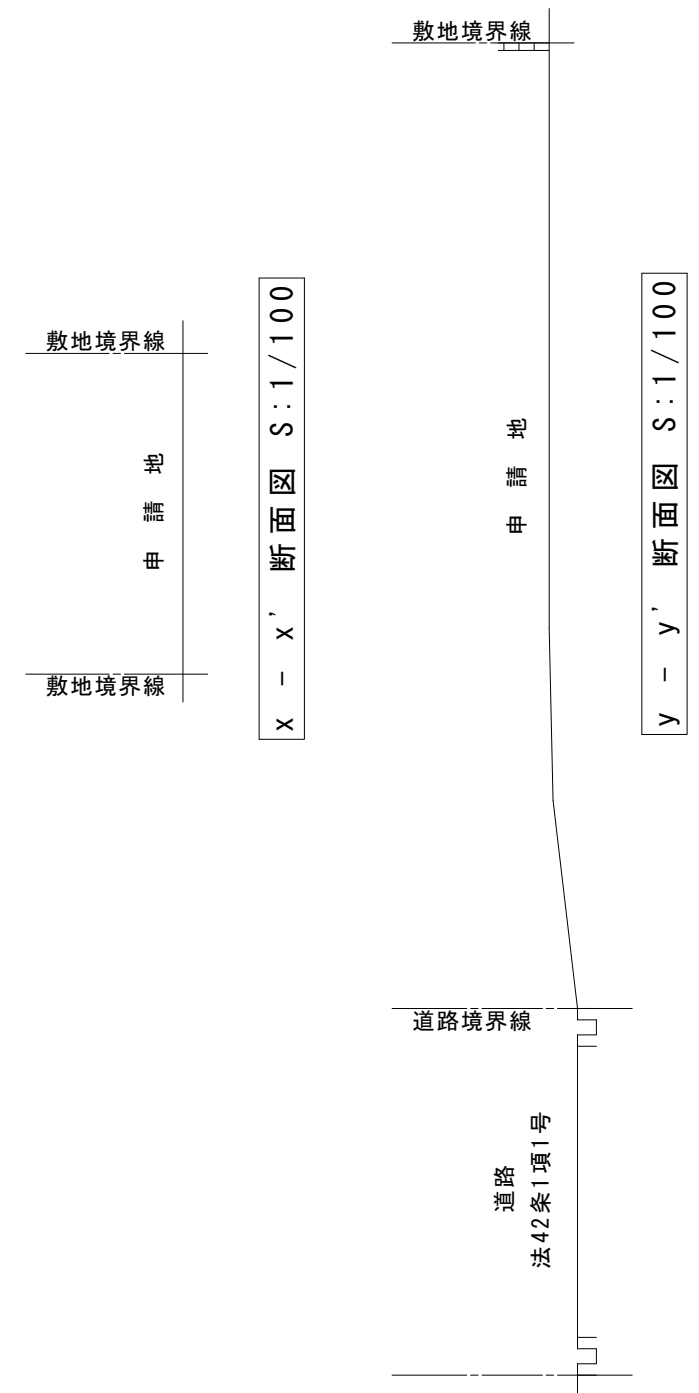 敷地境界線
申請地
敷地境界線
x - x' 断面図 S:1/100
敷地境界線
申請地
道路境界線
道路
法42条1項1号
y - y' 断面図 S:1/100